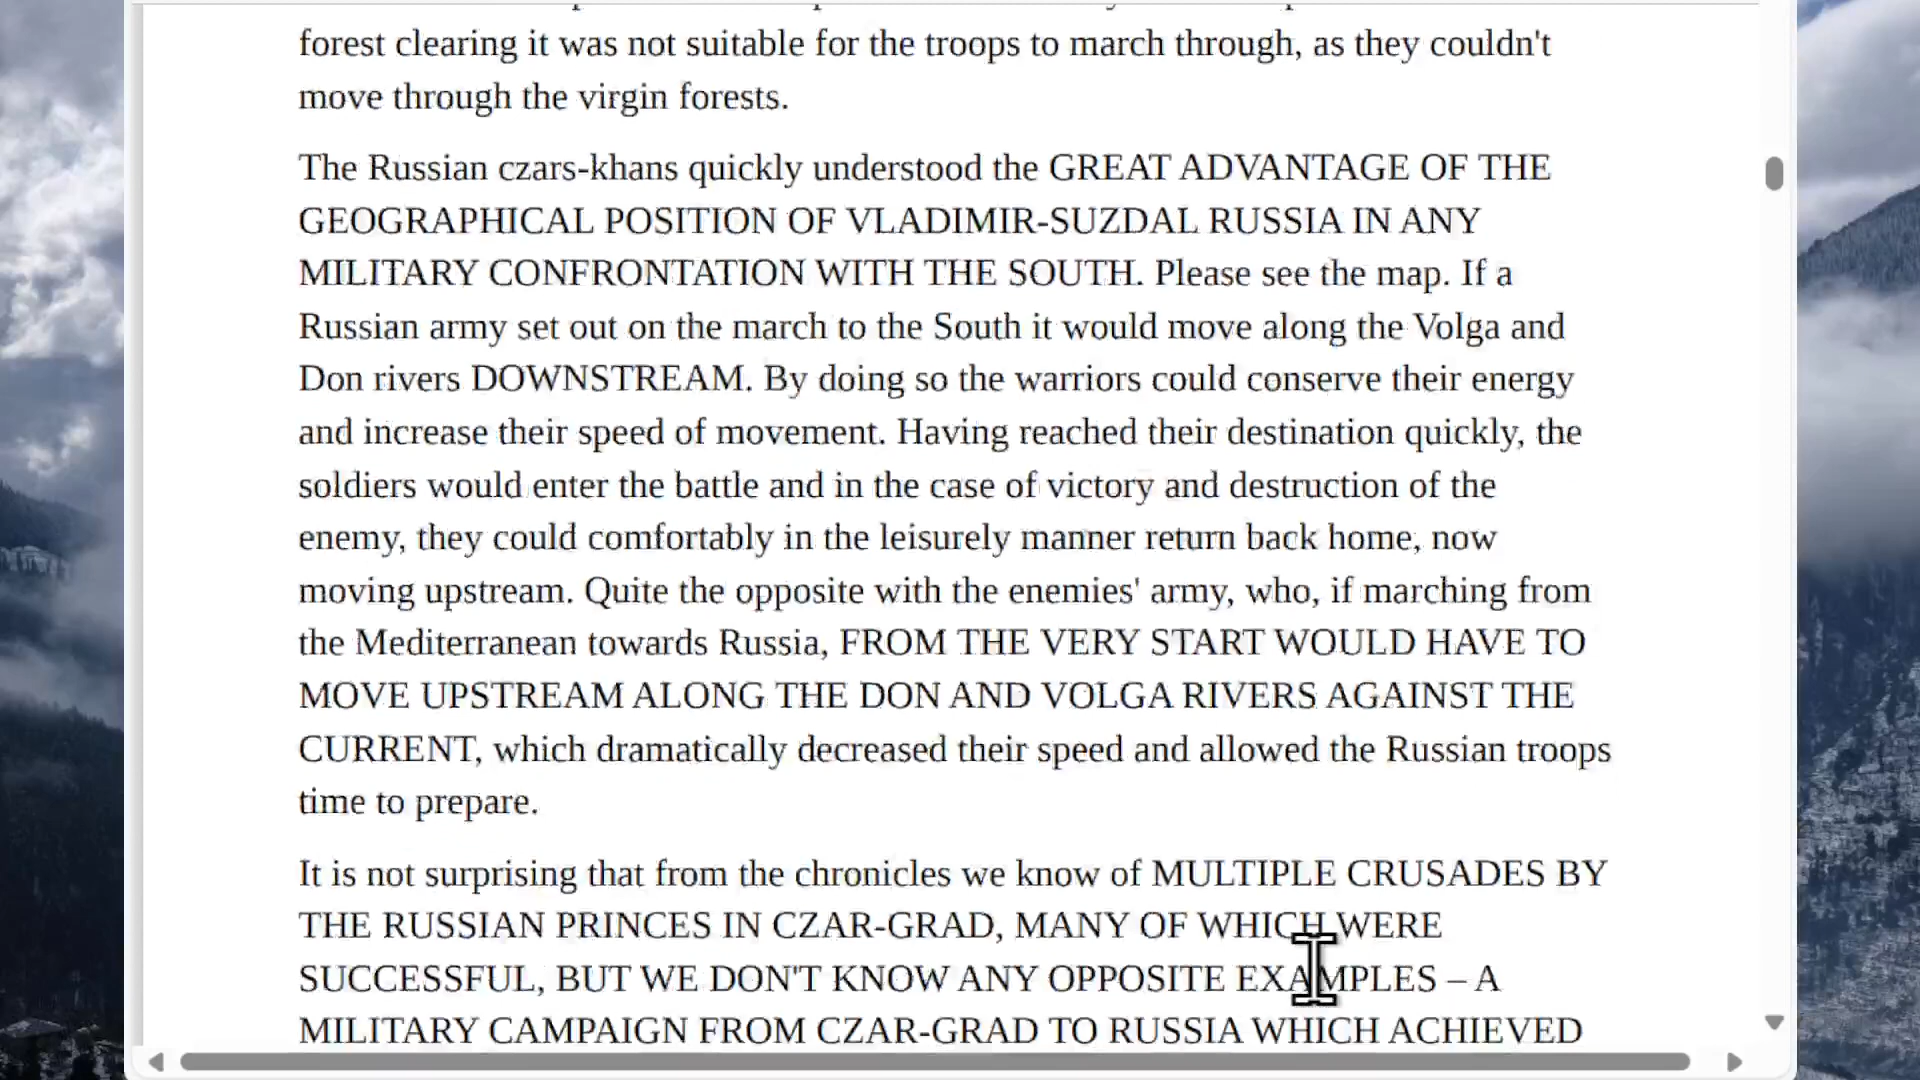 forest clearing it was not suitable for the troops to march through, as they couldn't
move through the virgin forests.
The Russian czars-khans quickly understood the GREAT ADVANTAGE OF THE
GEOGRAPHICAL POSITION OF VLADIMIR-SUZDAL RUSSIA IN ANY
MILITARY CONFRONTATION WITH THE SOUTH. Please see the map. If a
Russian army set out on the march to the South it would move along the Volga and
Don rivers DOWNSTREAM. By doing so the warriors could conserve their energy
and increase their speed of movement. Having reached their destination quickly, the
soldiers would enter the battle and in the case of victory and destruction of the
enemy, they could comfortably in the leisurely manner return back home, now
moving upstream. Quite the opposite with the enemies' army, who, if marching from
the Mediterranean towards Russia, FROM THE VERY START WOULD HAVE TO
MOVE UPSTREAM ALONG THE DON AND VOLGA RIVERS AGAINST THE
CURRENT, which dramatically decreased their speed and allowed the Russian troops
time to prepare.
It is not surprising that from the chronicles we know of MULTIPLE CRUSADES BY
THE RUSSIAN PRINCES IN CZAR-GRAD, MANY OF WHICH WERE
SUCCESSFUL, BUT WE DON'T KNOW ANY OPPOSITE EXAMPLES – A
MILITARY CAMPAIGN FROM CZAR-GRAD TO RUSSIA WHICH ACHIEVED